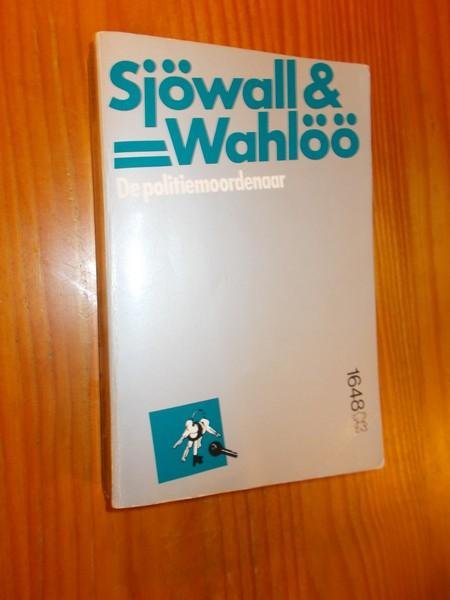 Sjöwall &
Wahlöö
De politiemoordenaar
1648